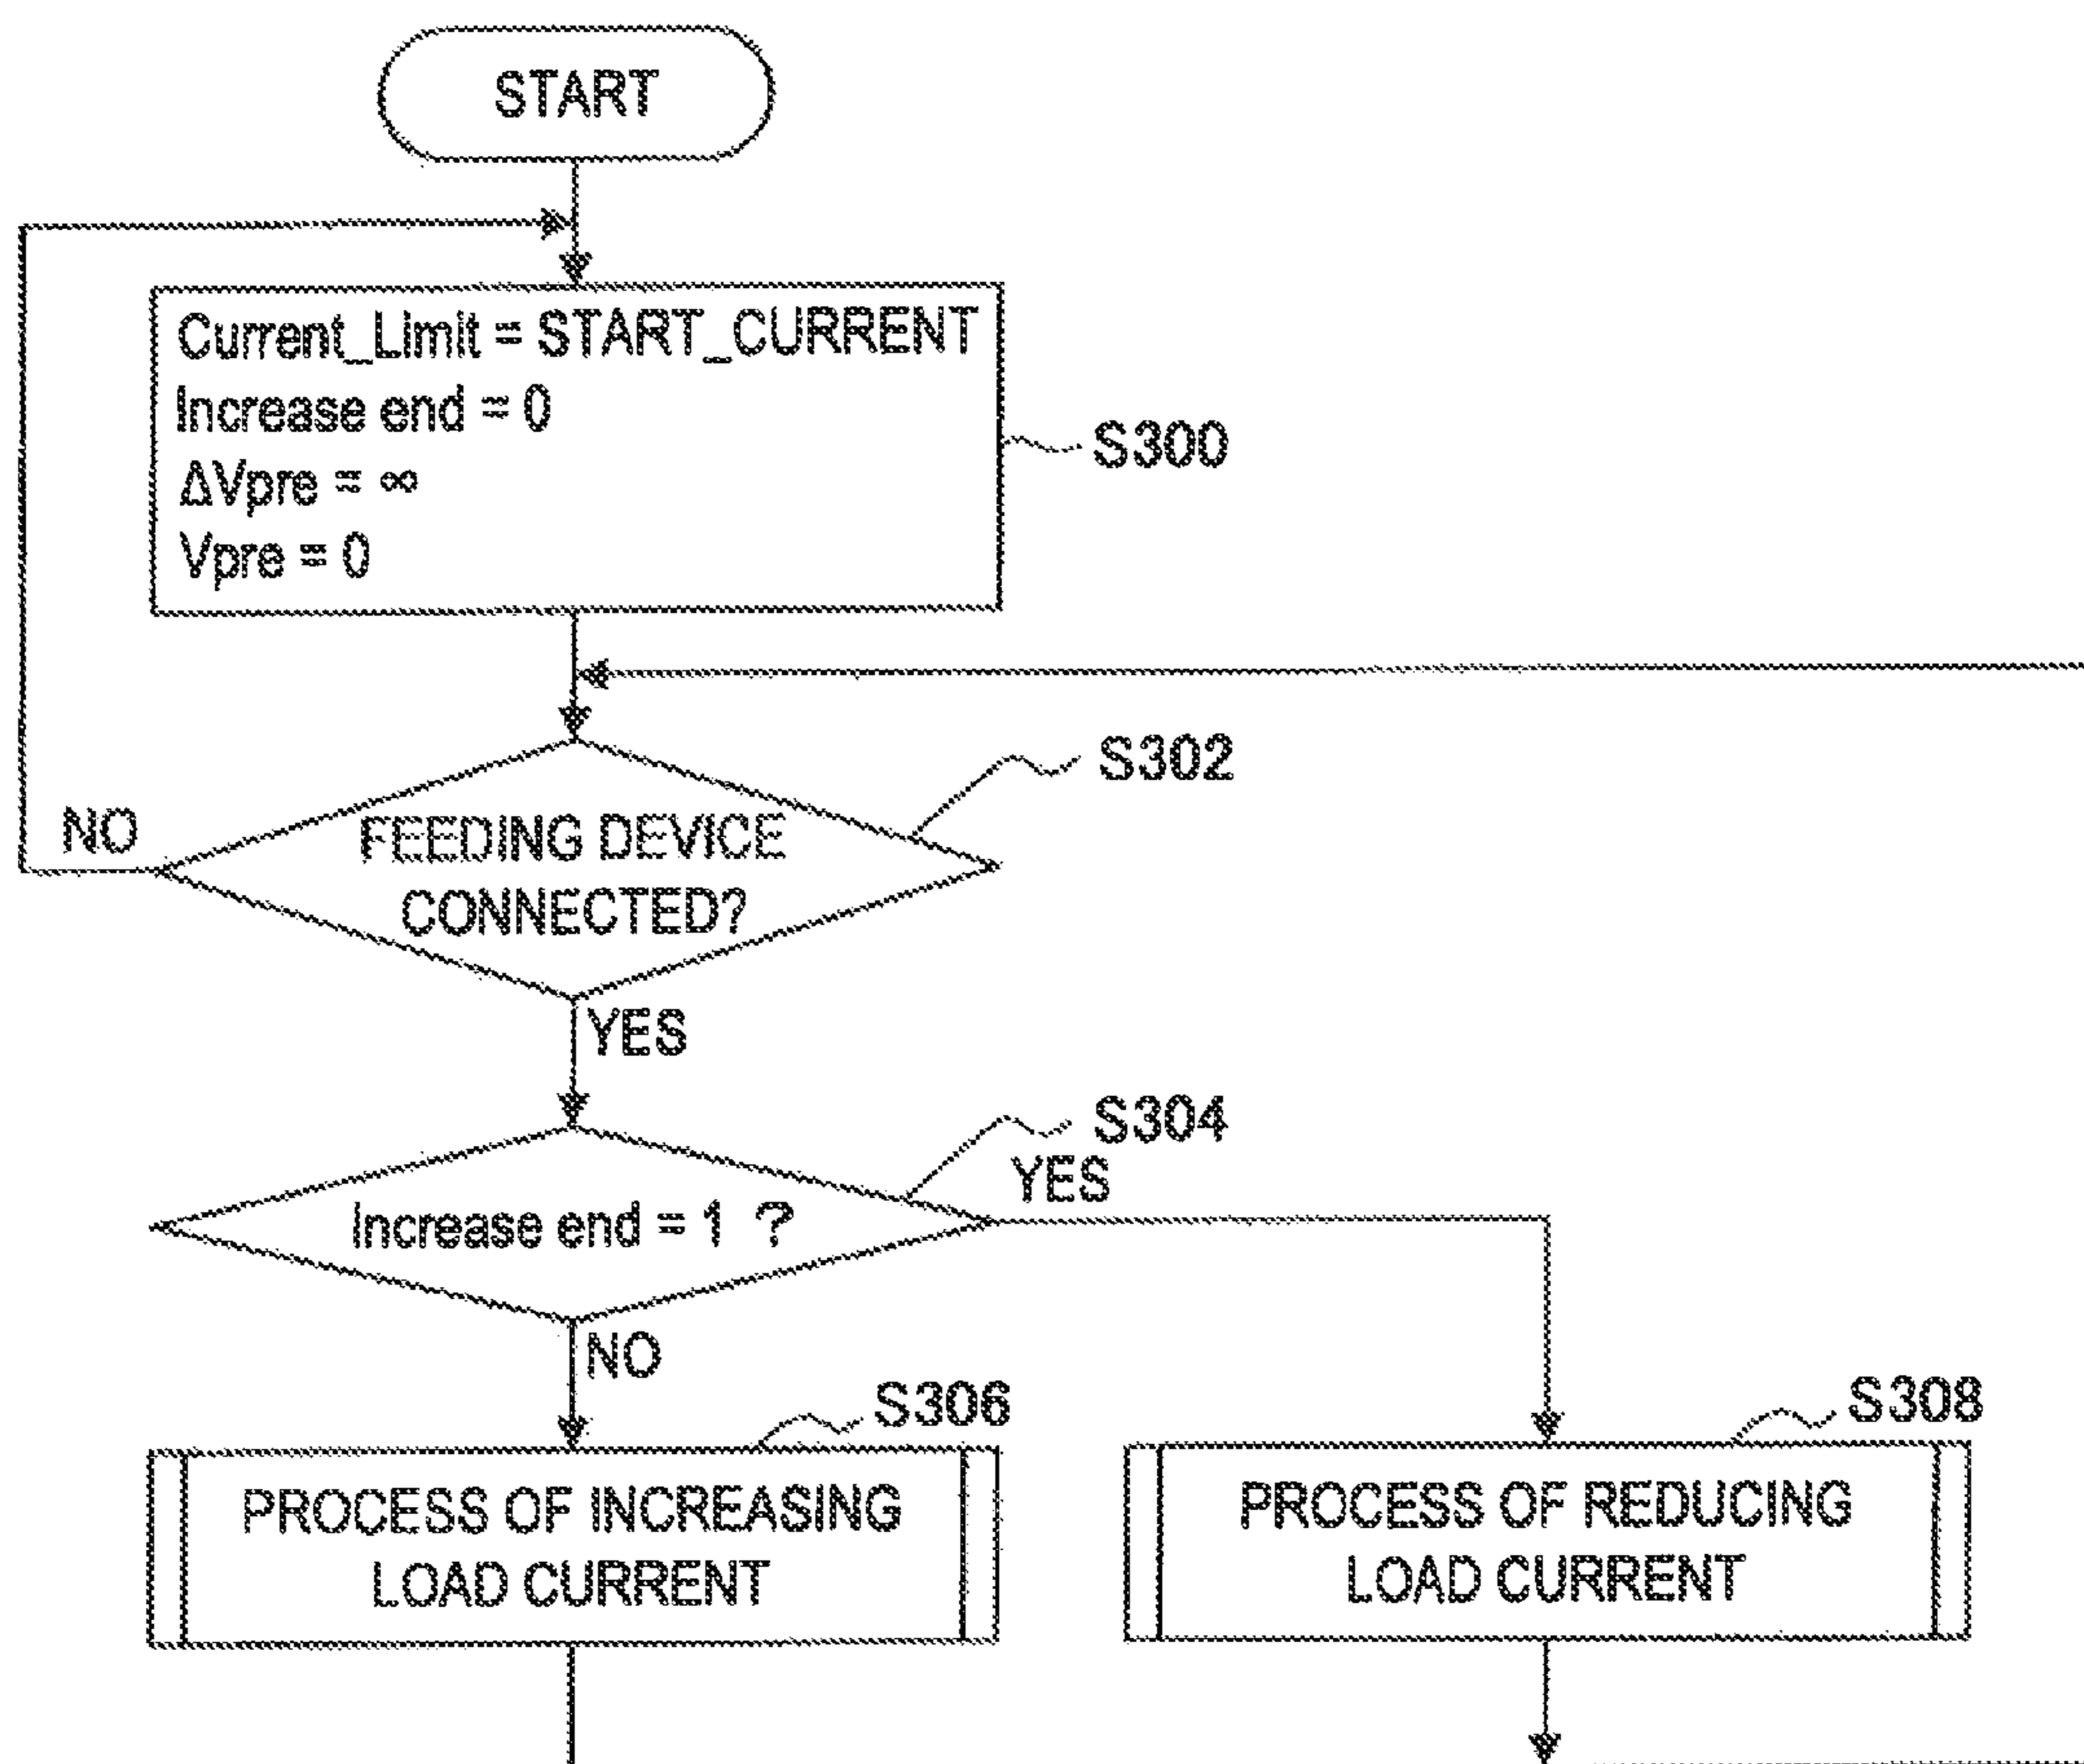 START
Current_Limit = START_CURRENT
Increase end = 0
ΔVpre = ∞
Vpre = 0
S300
S302
NO
FEEDING DEVICE
CONNECTED?
YES
S304
YES
Increase end = 1 ?
NO
S306
S308
PROCESS OF INCREASING
LOAD CURRENT
PROCESS OF REDUCING
LOAD CURRENT